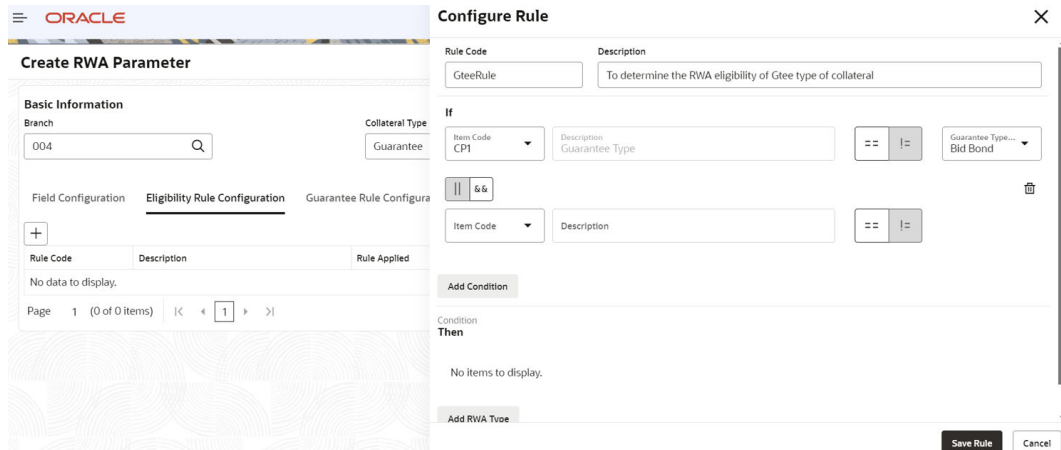 ORACLE
Create RWA Parameter
Basic Information
Branch
Collateral Type
004
Guarantee
Field Configuration Eligibility Rule Configuration Guarantee Rule Configura
+
Rule Code Description Rule Applied
No data to display.
Page 1 (0 of 0 items) 1
Configure Rule
Rule Code Description
GteeRule To determine the RWA eligibility of Gtee type of collateral
If
Item Code Description Guarantee Type...
CP1 Guarantee Type == != Bid Bond
|| &&
Item Code Description == !=
Add Condition
Condition
Then
No items to display.
Add RWA Type
Save Rule Cancel